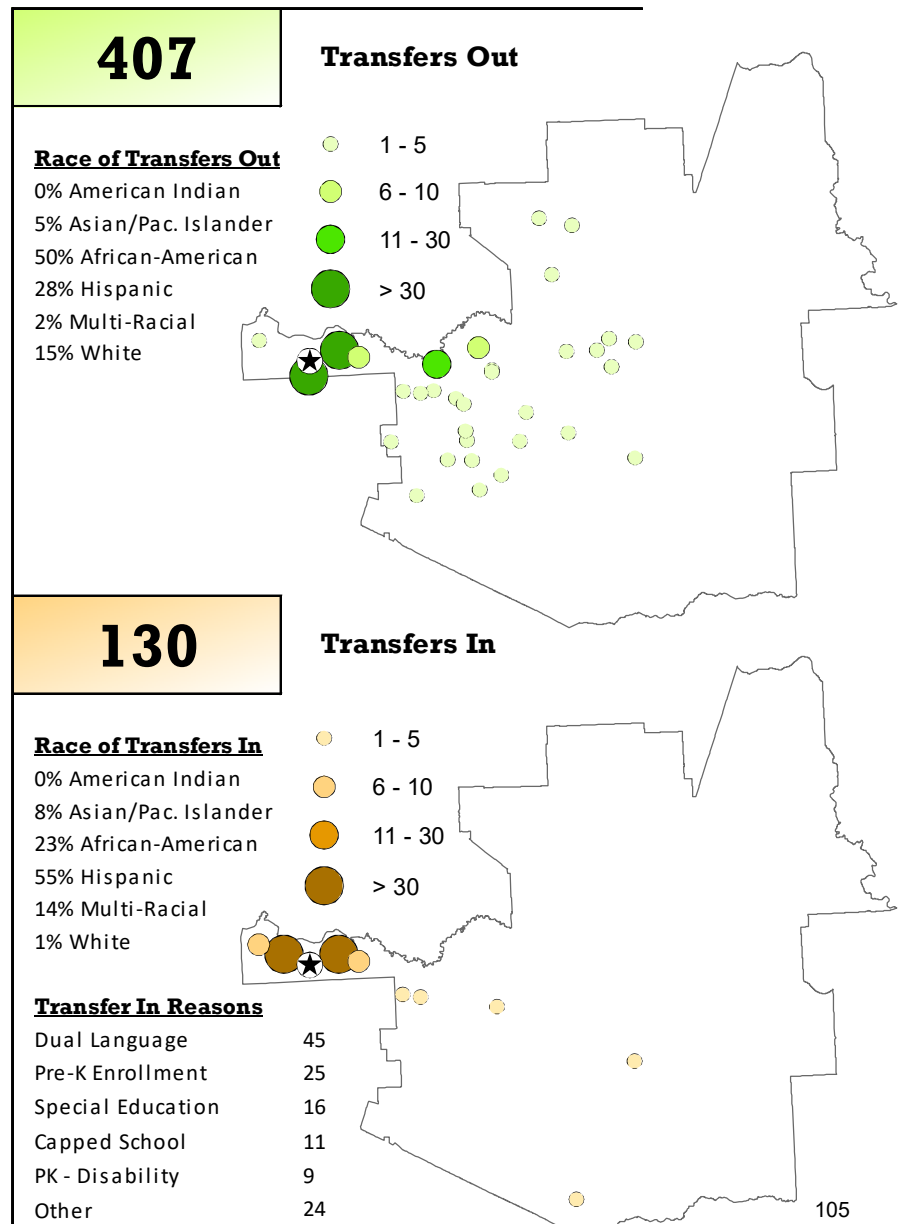 407
Transfers Out
Race of Transfers Out
0% American Indian
5% Asian/Pac. Islander
50% African-American
28% Hispanic
2% Multi-Racial
15% White
1 - 5
6 - 10
11 - 30
> 30
130
Transfers In
Race of Transfers In
0% American Indian
8% Asian/Pac. Islander
23% African-American
55% Hispanic
14% Multi-Racial
1% White
1 - 5
6 - 10
11 - 30
> 30
Transfer In Reasons
Dual Language 45
Pre-K Enrollment 25
Special Education 16
Capped School 11
PK - Disability 9
Other 24
105